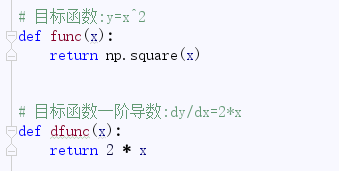 # 目标函数:y=x^2
def func(x):
return np.square(x)
# 目标函数一阶导数:dy/dx=2*x
def dfunc(x):
return 2 * x